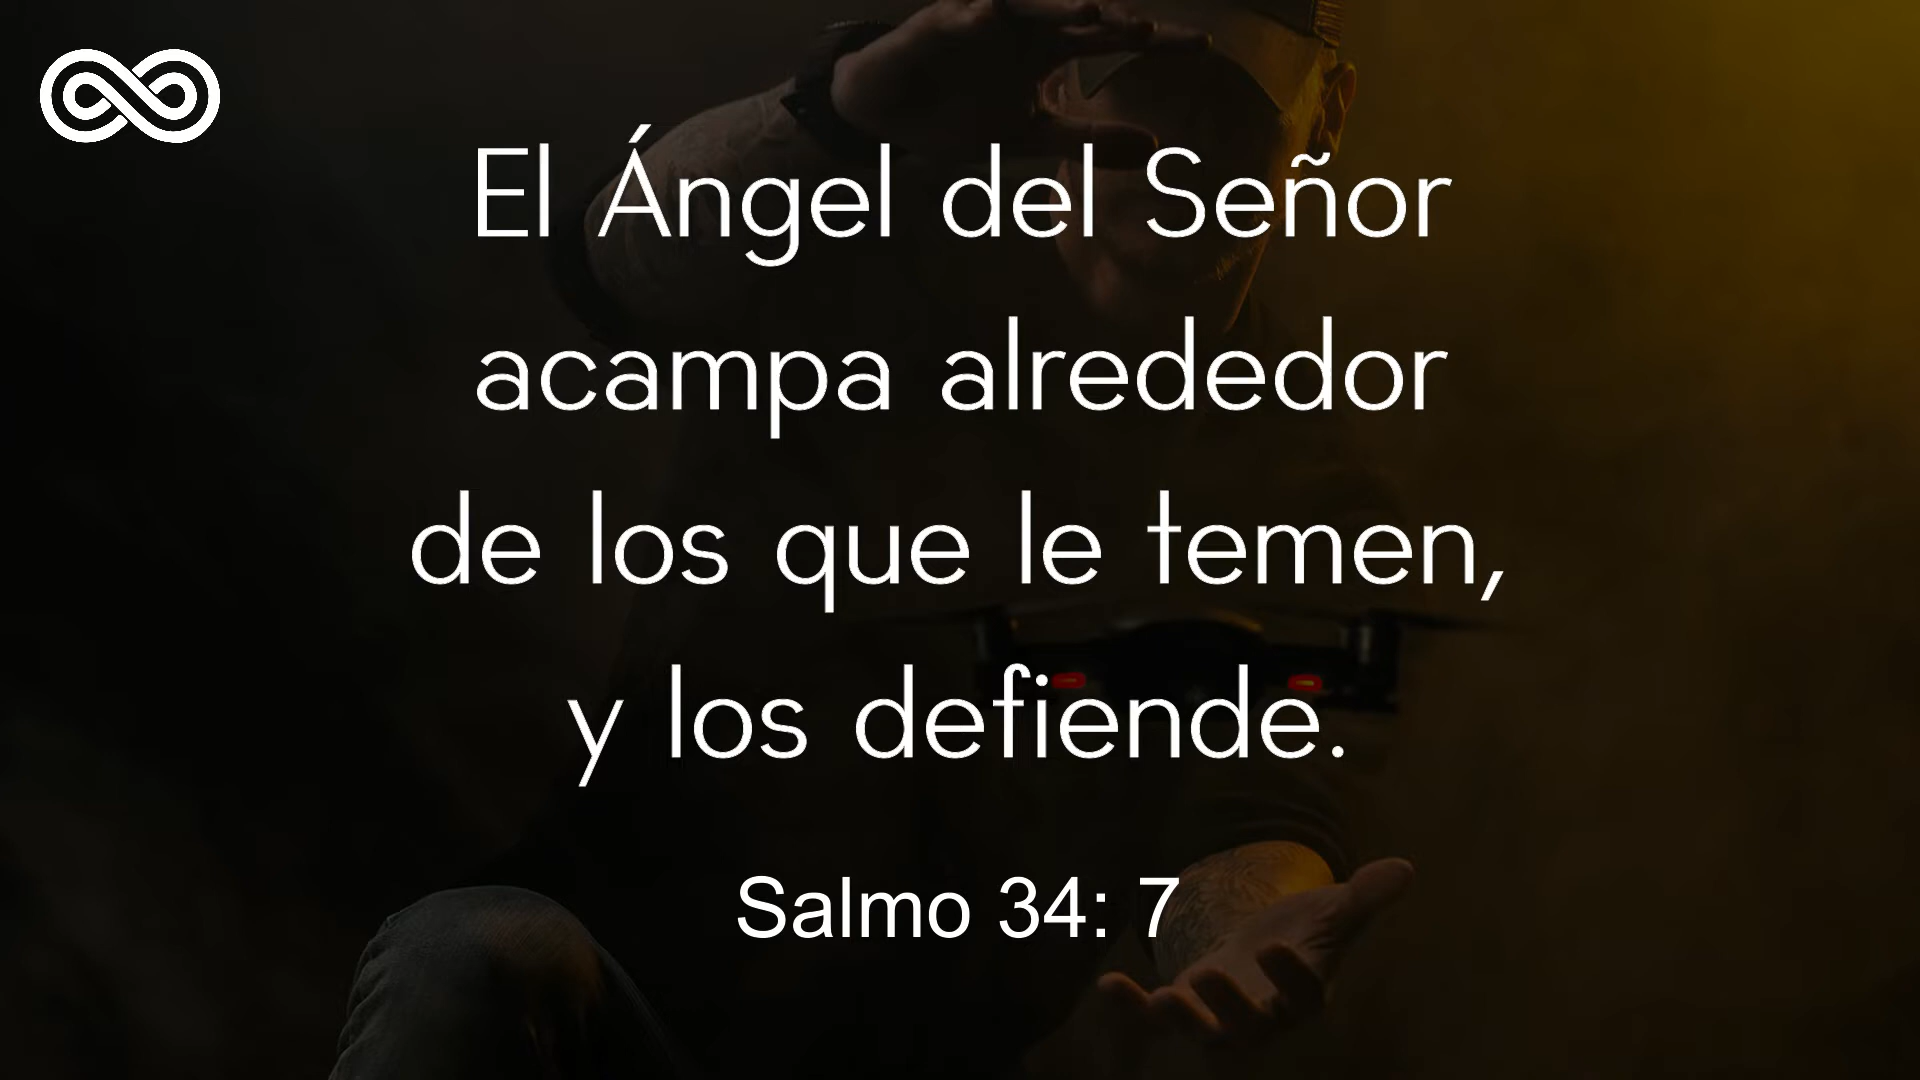 El Ángel del Señor
acampa alrededor
de los que le temen,
y los defiende.
Salmo 34: 7